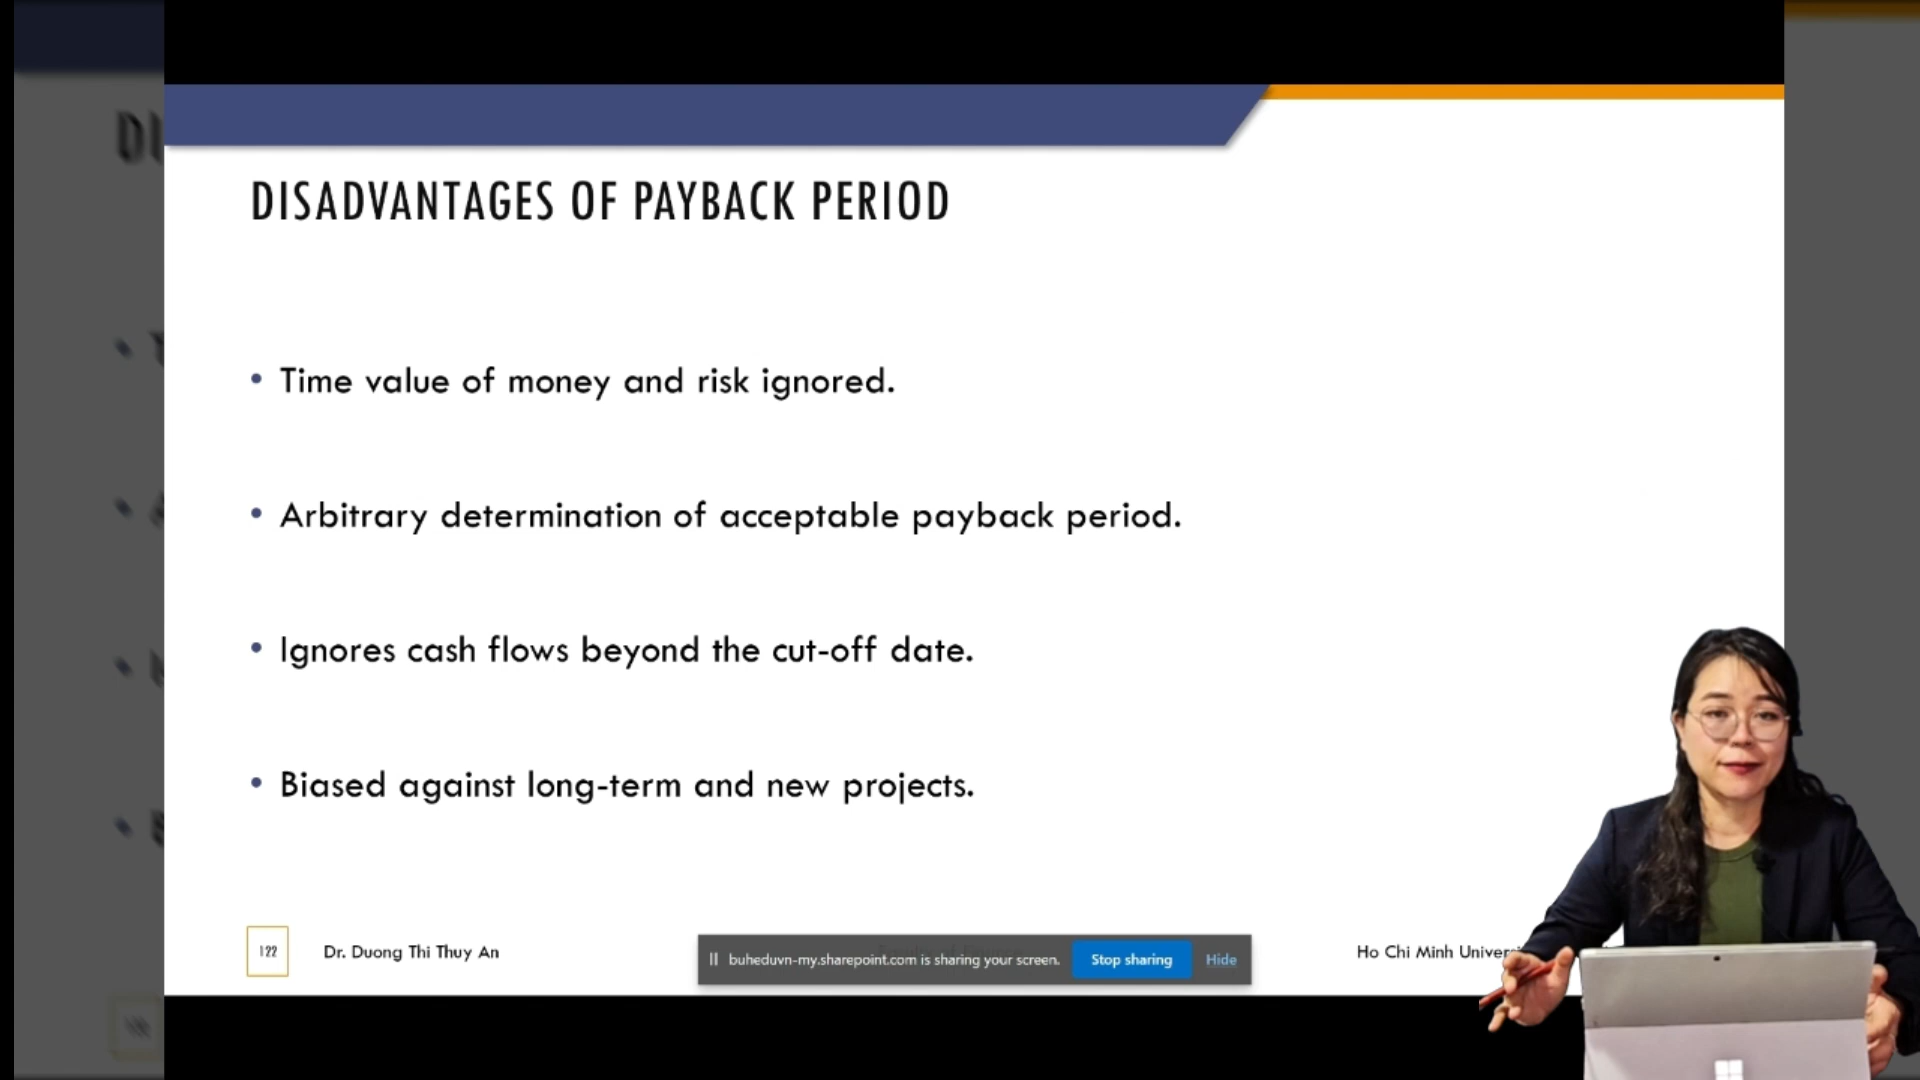 DISADVANTAGES OF PAYBACK PERIOD
• Time value of money and risk ignored.
• Arbitrary determination of acceptable payback period.
• Ignores cash flows beyond the cut-off date.
• Biased against long-term and new projects.
122
Dr. Duong Thi Thuy An
buheduvn-my.sharepoint.com is sharing your screen.
Stop sharing
Hide
Ho Chi Minh